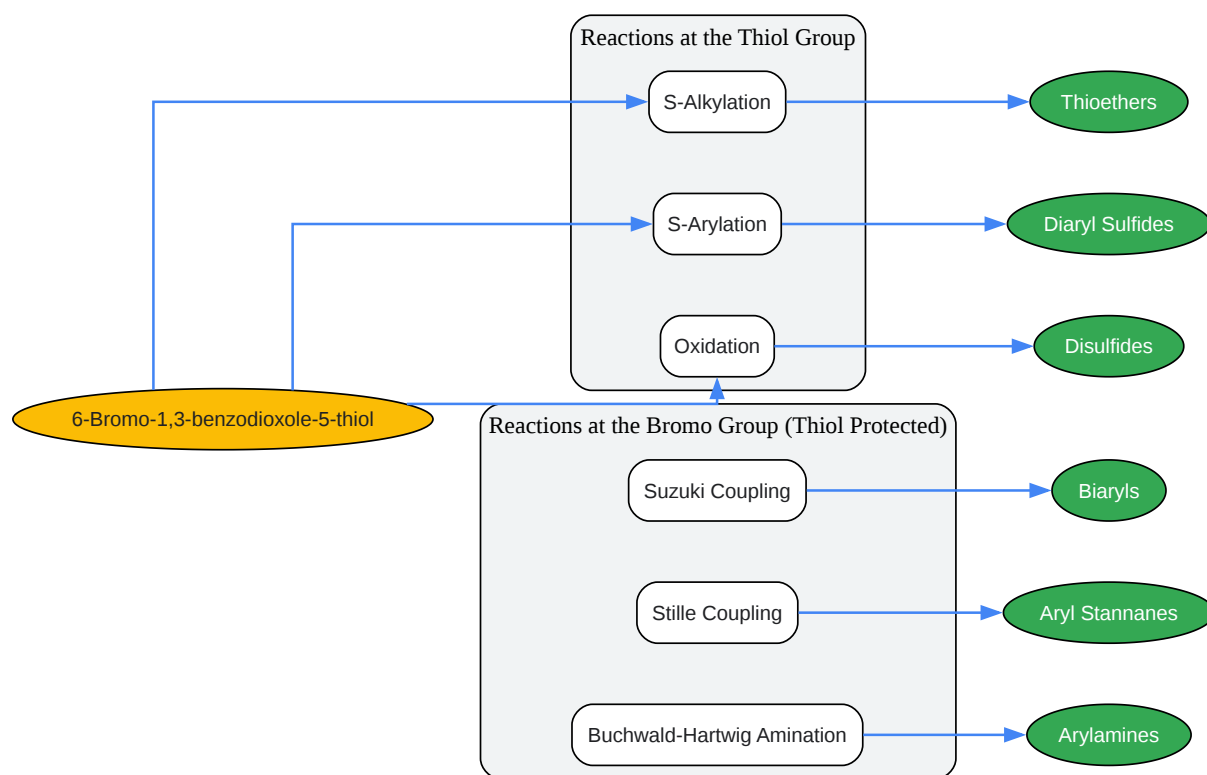 Reactions at the Thiol Group
S-Alkylation
Thioethers
S-Arylation
Diaryl Sulfides
Oxidation
Disulfides
6-Bromo-1,3-benzodioxole-5-thiol
Reactions at the Bromo Group (Thiol Protected)
Suzuki Coupling
Biaryls
Stille Coupling
Aryl Stannanes
Buchwald-Hartwig Amination
Arylamines